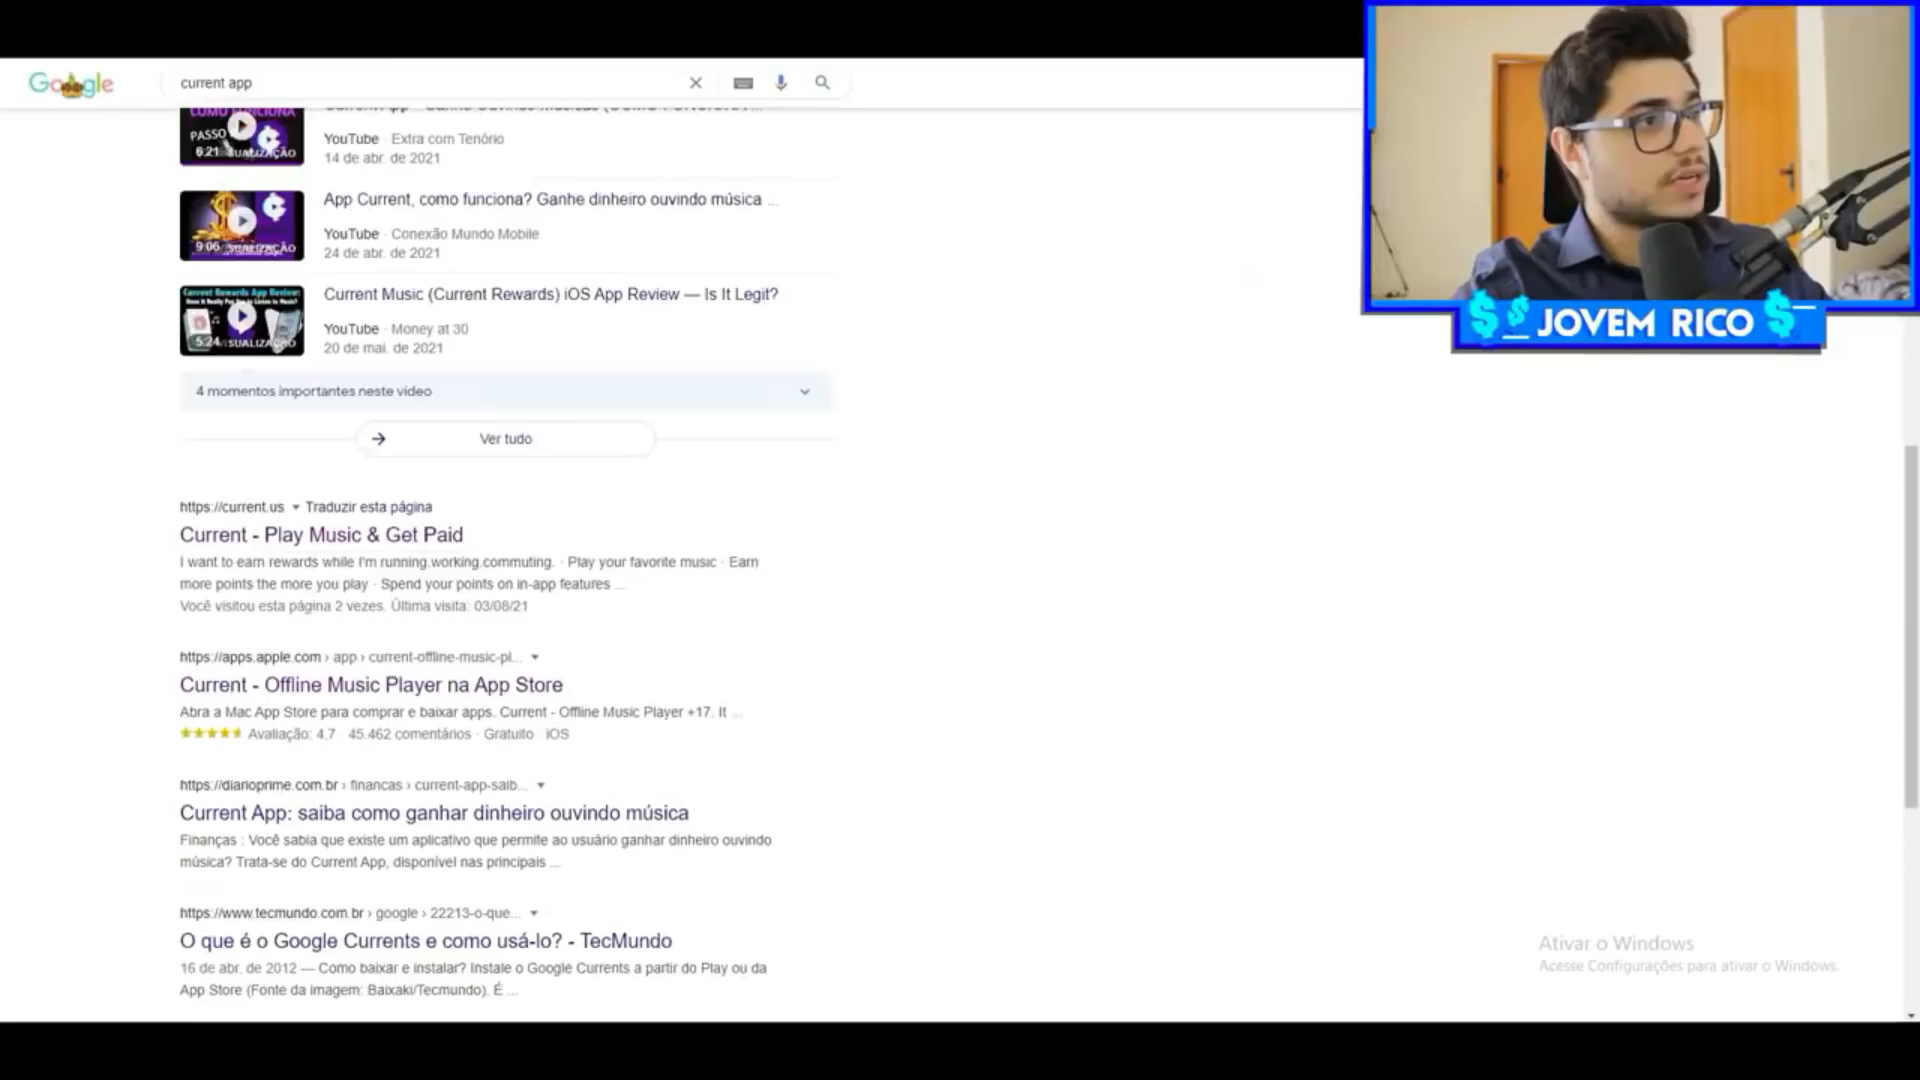 Google
current app
COMO FUNCIONA
PASSO
6:21
YouTube · Extra com Tenório
14 de abr. de 2021
App Current, como funciona? Ganhe dinheiro ouvindo música ...
9:06
YouTube · Conexão Mundo Mobile
24 de abr. de 2021
Current Rewards App Review:
Current Music (Current Rewards) iOS App Review — Is It Legit?
5:24
YouTube · Money at 30
20 de mai. de 2021
4 momentos importantes neste vídeo
Ver tudo
https://current.us Traduzir esta página
Current - Play Music & Get Paid
I want to earn rewards while I'm running.working.commuting. · Play your favorite music · Earn
more points the more you play · Spend your points on in-app features ...
Você visitou esta página 2 vezes. Última visita: 03/08/21
https://apps.apple.com › app › current-offline-music-pl...
Current - Offline Music Player na App Store
Abra a Mac App Store para comprar e baixar apps. Current - Offline Music Player +17. It ...
Avaliação: 4,7 · 45.462 comentários · Gratuito · iOS
https://diarioprime.com.br › financas › current-app-saib...
Current App: saiba como ganhar dinheiro ouvindo música
Finanças : Você sabia que existe um aplicativo que permite ao usuário ganhar dinheiro ouvindo
música? Trata-se do Current App, disponível nas principais ...
https://www.tecmundo.com.br › google › 22213-o-que...
O que é o Google Currents e como usá-lo? - TecMundo
16 de abr. de 2012 — Como baixar e instalar? Instale o Google Currents a partir do Play ou da
App Store (Fonte da imagem: Baixaki/Tecmundo). É ...
$ $ JOVEM RICO $
Ativar o Windows
Acesse Configurações para ativar o Windows.